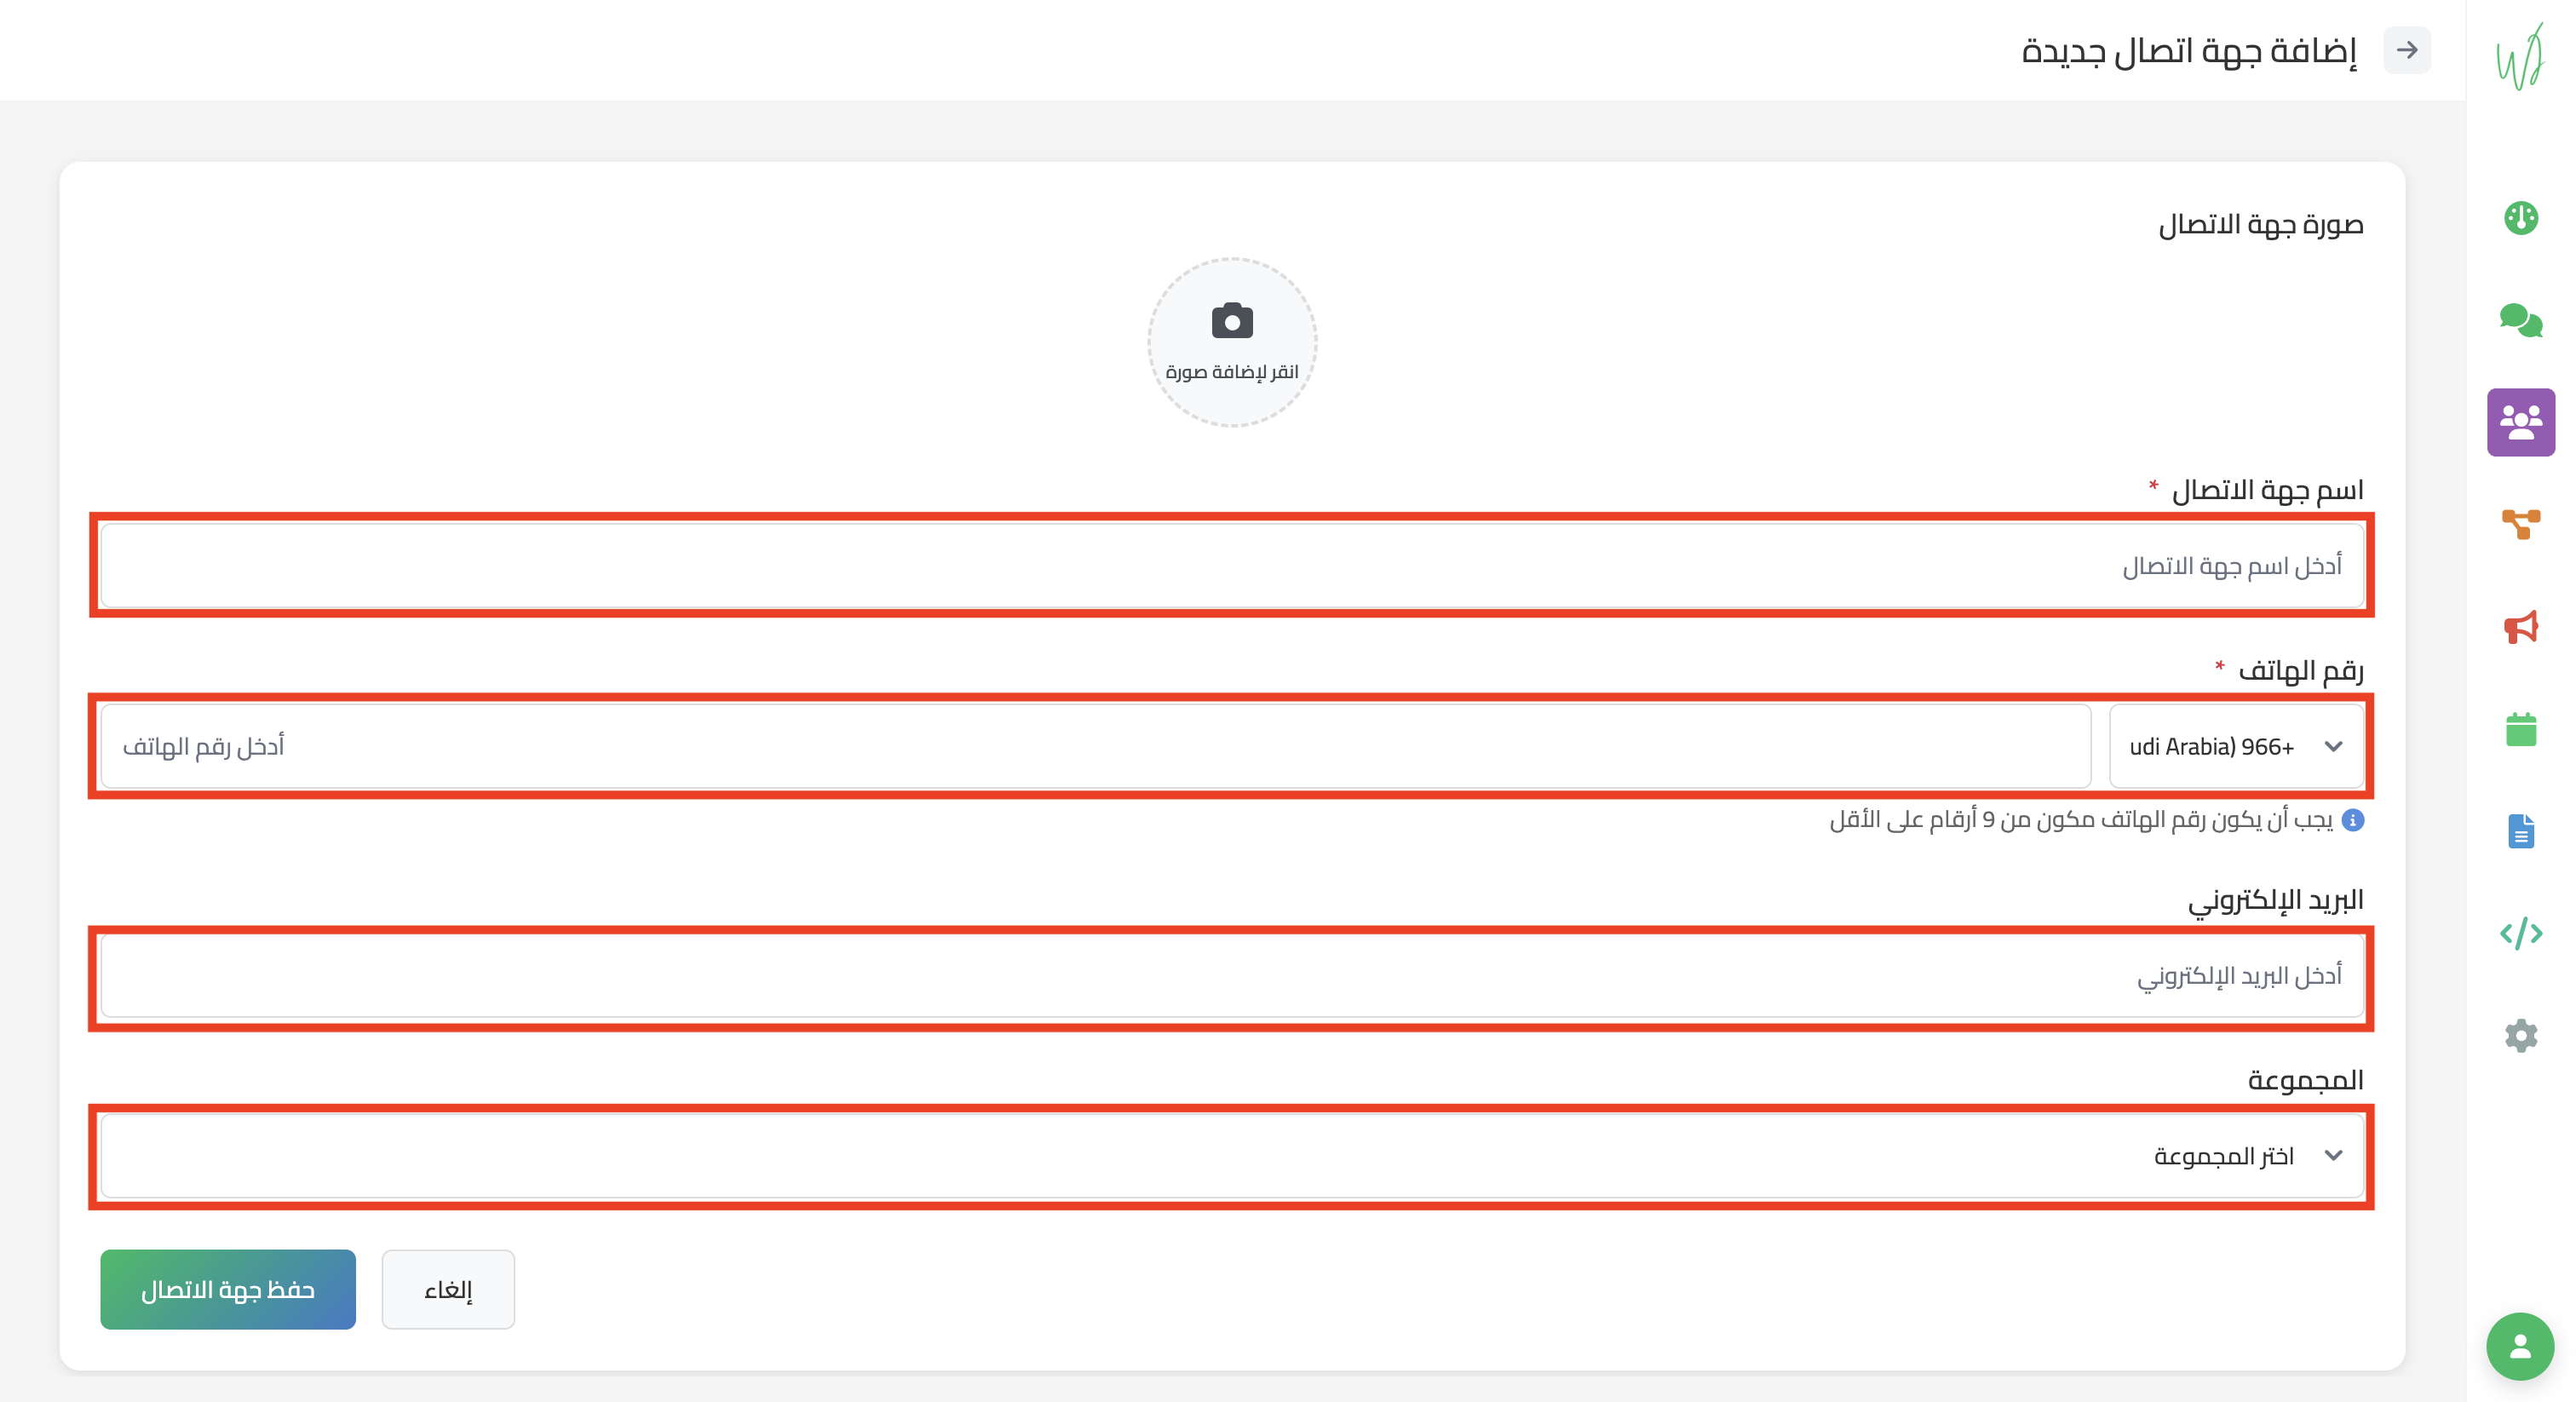 إضافة جهة اتصال جديدة
صورة جهة الاتصال
انقر لإضافة صورة
اسم جهة الاتصال *
أدخل اسم جهة الاتصال
رقم الهاتف *
udi Arabia) 966+
أدخل رقم الهاتف
يجب أن يكون رقم الهاتف مكون من 9 أرقام على الأقل
البريد الإلكتروني
أدخل البريد الإلكتروني
المجموعة
اختر المجموعة
إلغاء
حفظ جهة الاتصال